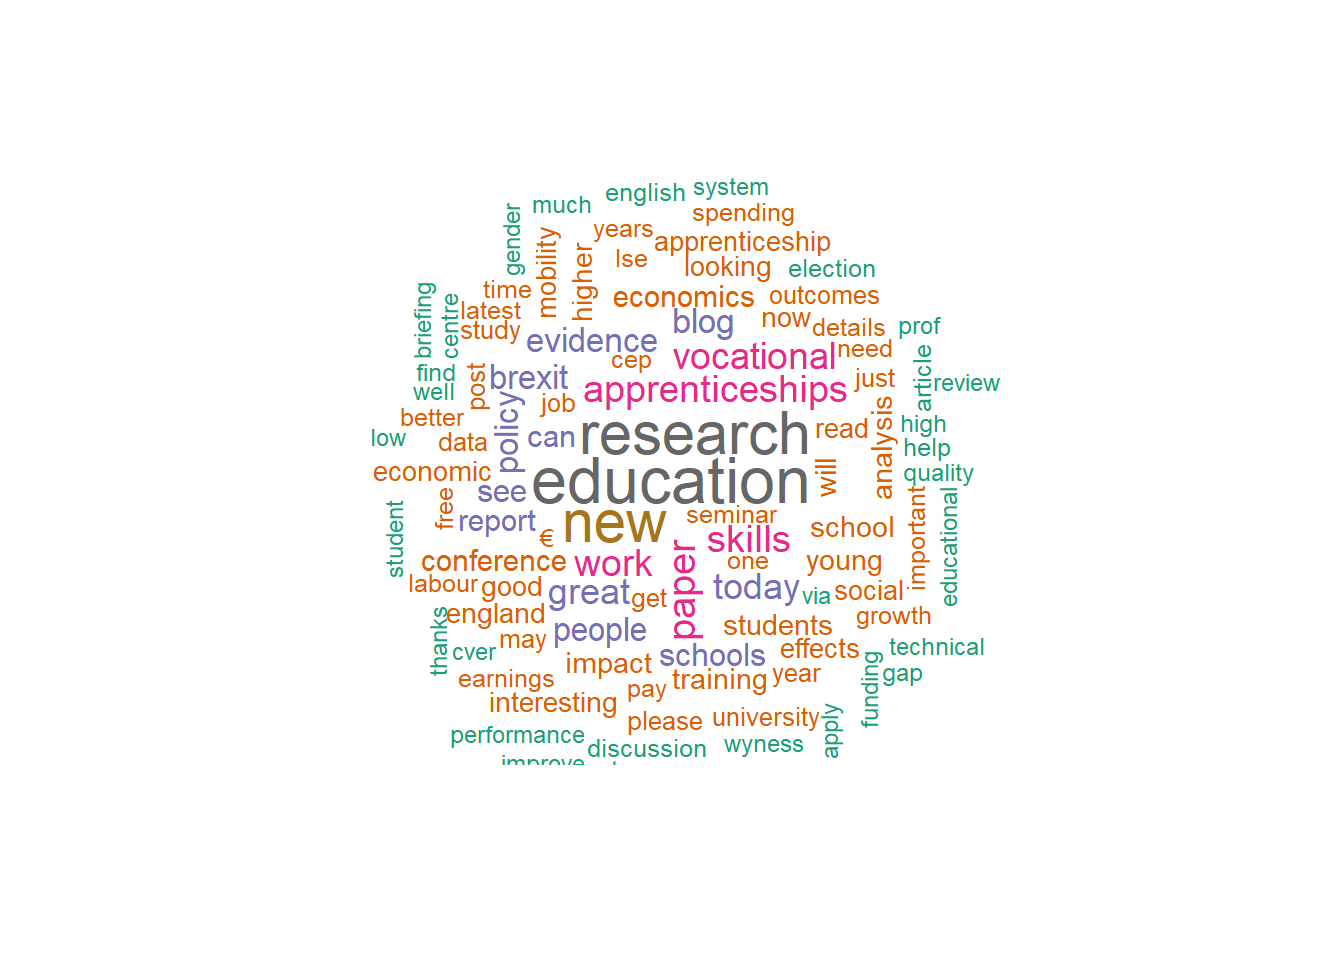 system
english
much
gender
spending
years
apprenticeship
mobility
higher
lse
looking
election
time
economics
outcomes
briefing
centre
latest
blog
now
details
prof
study
evidence
vocational
need
cep
find
post
brexit
apprenticeships
just
article
review
well
policy
job
better
can
research
read
analysis
high
low
data
help
economic
education
will
quality
see
student
free
report
new
seminar
school
important
educational
€
skills
conference
work
paper
one
young
labour
good
great
get
today
via
social
england
growth
thanks
may
people
students
cver
schools
effects
technical
impact
earnings
training
year
gap
funding
interesting
pay
please
university
apply
performance
discussion
wyness
improve